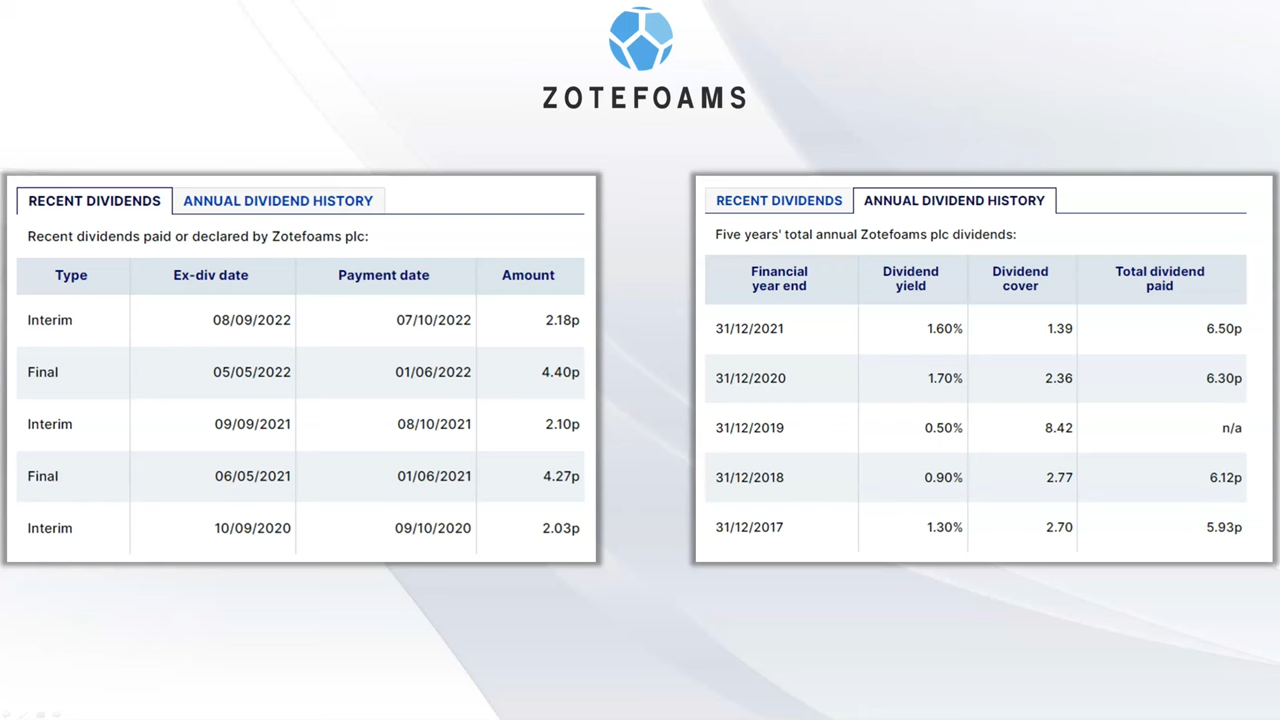 ZOTEFOAMS
RECENT DIVIDENDS ANNUAL DIVIDEND HISTORY
Recent dividends paid or declared by Zotefoams plc:
Type Ex-div date Payment date Amount
Interim 08/09/2022 07/10/2022 2.18p
Final 05/05/2022 01/06/2022 4.40p
Interim 09/09/2021 08/10/2021 2.10p
Final 06/05/2021 01/06/2021 4.27p
Interim 10/09/2020 09/10/2020 2.03p
RECENT DIVIDENDS ANNUAL DIVIDEND HISTORY
Five years' total annual Zotefoams plc dividends:
Financial Dividend Dividend Total dividend
year end yield cover paid
31/12/2021 1.60% 1.39 6.50p
31/12/2020 1.70% 2.36 6.30p
31/12/2019 0.50% 8.42 n/a
31/12/2018 0.90% 2.77 6.12p
31/12/2017 1.30% 2.70 5.93p